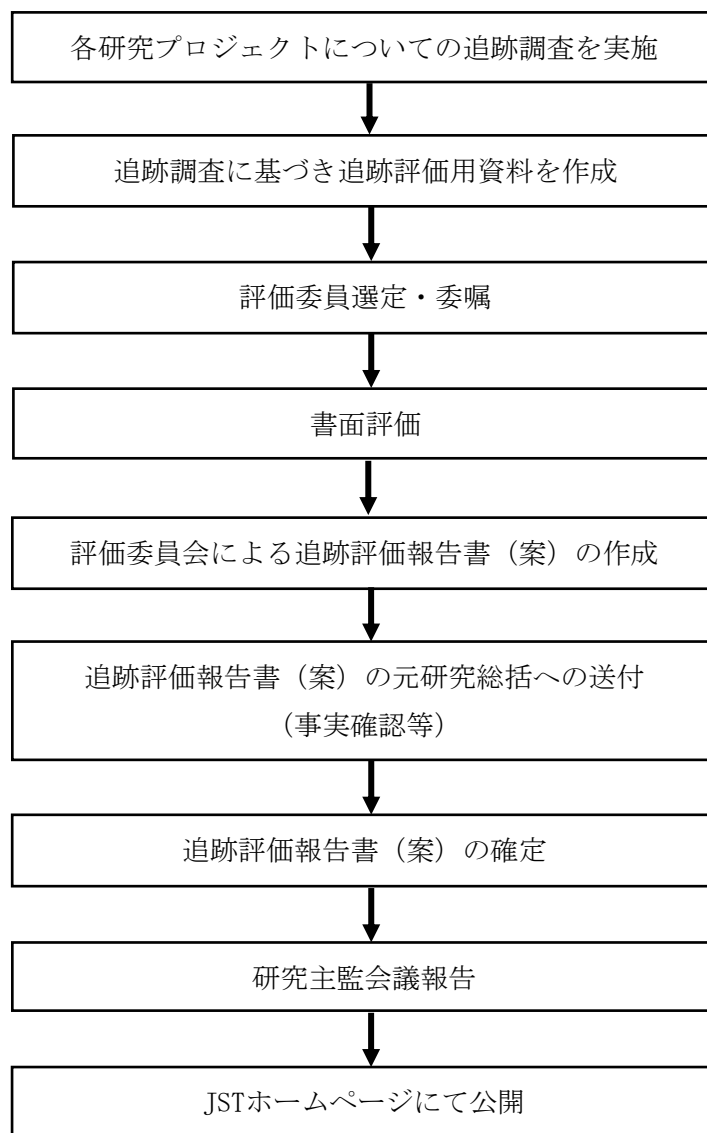 各研究プロジェクトについての追跡調査を実施
追跡調査に基づき追跡評価用資料を作成
評価委員選定・委嘱
書面評価
評価委員会による追跡評価報告書（案）の作成
追跡評価報告書（案）の元研究総括への送付
（事実確認等）
追跡評価報告書（案）の確定
研究主監会議報告
JSTホームページにて公開